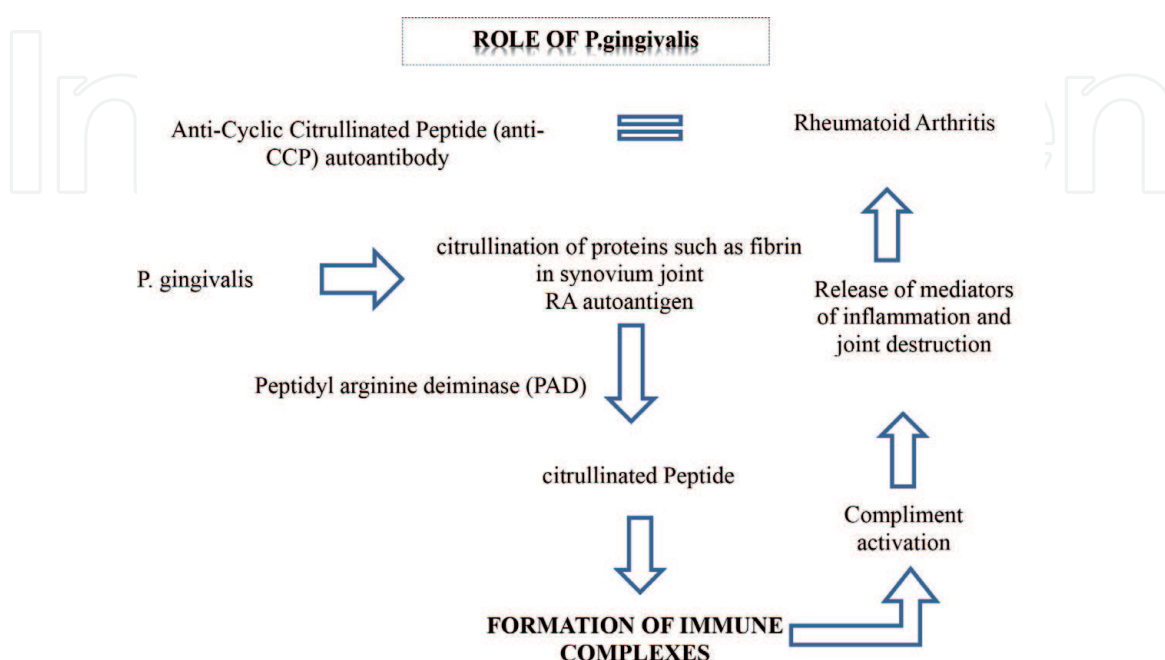 ROLE OF P.gingivalis
Anti-Cyclic Citrullinated Peptide (anti-
CCP) autoantibody
Rheumatoid Arthritis
P. gingivalis
citrullination of proteins such as fibrin
in synovium joint
RA autoantigen
Release of mediators
of inflammation and
joint destruction
Peptidyl arginine deiminase (PAD)
citrullinated Peptide
Compliment
activation
FORMATION OF IMMUNE
COMPLEXES